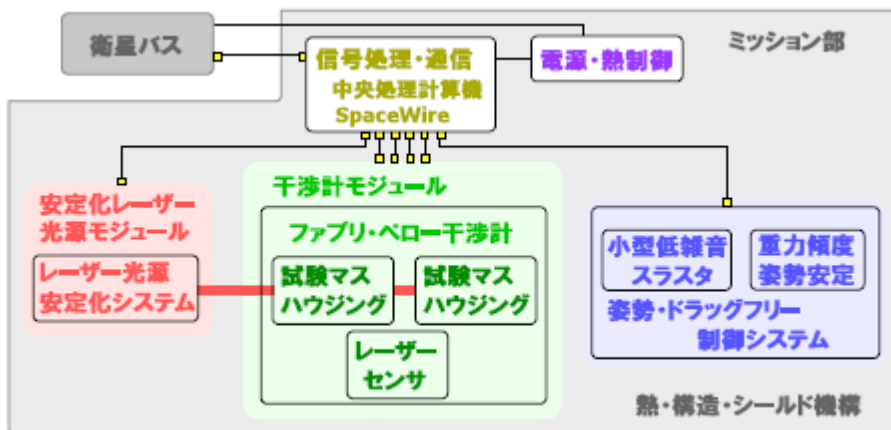 衛星バス
ミッション部
信号処理・通信
中央処理計算機
SpaceWire
電源・熱制御
安定化レーザー
光源モジュール
レーザー光源
安定化システム
干渉計モジュール
ファブリ・ペロー干渉計
試験マス
ハウジング
試験マス
ハウジング
レーザー
センサ
小型低雑音
スラスタ
重力傾度
姿勢安定
姿勢・ドラッグフリー
制御システム
熱・構造・シールド機構